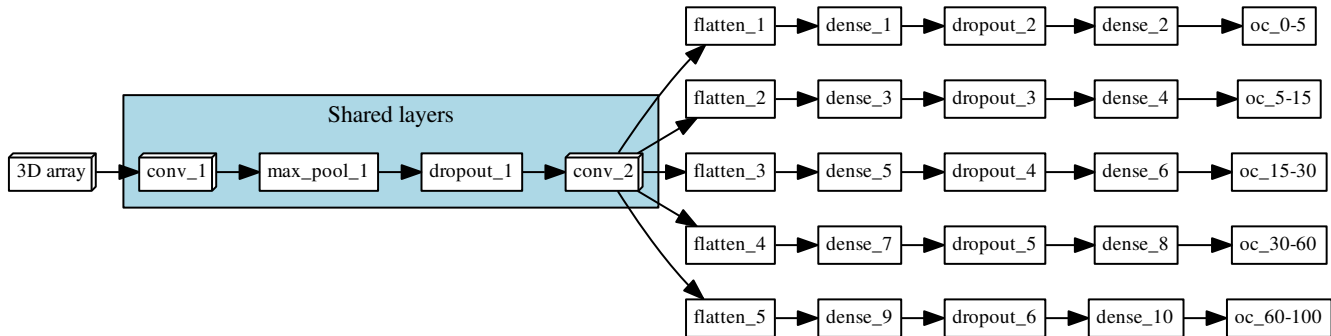 flatten_1 dense_1 dropout_2 dense_2 oc_0-5
flatten_2 dense_3 dropout_3 dense_4 oc_5-15
Shared layers
3D array conv_1 max_pool_1 dropout_1 conv_2 flatten_3 dense_5 dropout_4 dense_6 oc_15-30
flatten_4 dense_7 dropout_5 dense_8 oc_30-60
flatten_5 dense_9 dropout_6 dense_10 oc_60-100